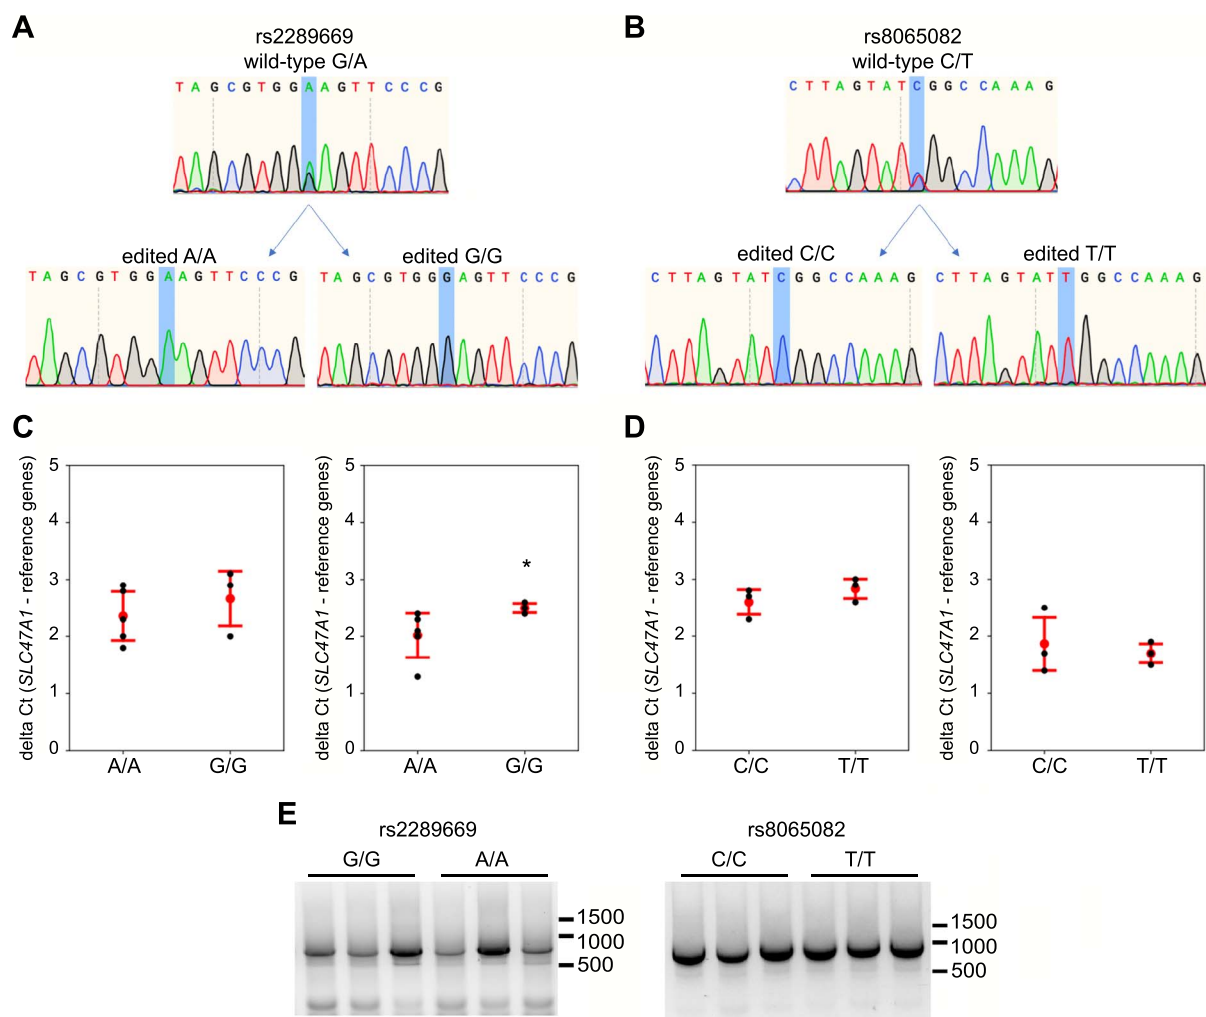 A
rs2289669
wild-type G/A
T A G C G T G G A A G T T C C C G
edited A/A
T A G C G T G G A A G T T C C C G
edited G/G
T A G C G T G G G A G T T C C C G
B
rs8065082
wild-type C/T
C T T A G T A T C G G C C A A A G
edited C/C
C T T A G T A T C G G C C A A A G
edited T/T
C T T A G T A T T G G C C A A A G
C
delta Ct (SLC47A1 - reference genes)
5
4
3
2
1
0
A/A G/G
delta Ct (SLC47A1 - reference genes)
5
4
3
2
1
0
*
A/A G/G
D
delta Ct (SLC47A1 - reference genes)
5
4
3
2
1
0
C/C T/T
delta Ct (SLC47A1 - reference genes)
5
4
3
2
1
0
C/C T/T
E
rs2289669
G/G A/A
1500
1000
500
rs8065082
C/C T/T
1500
1000
500